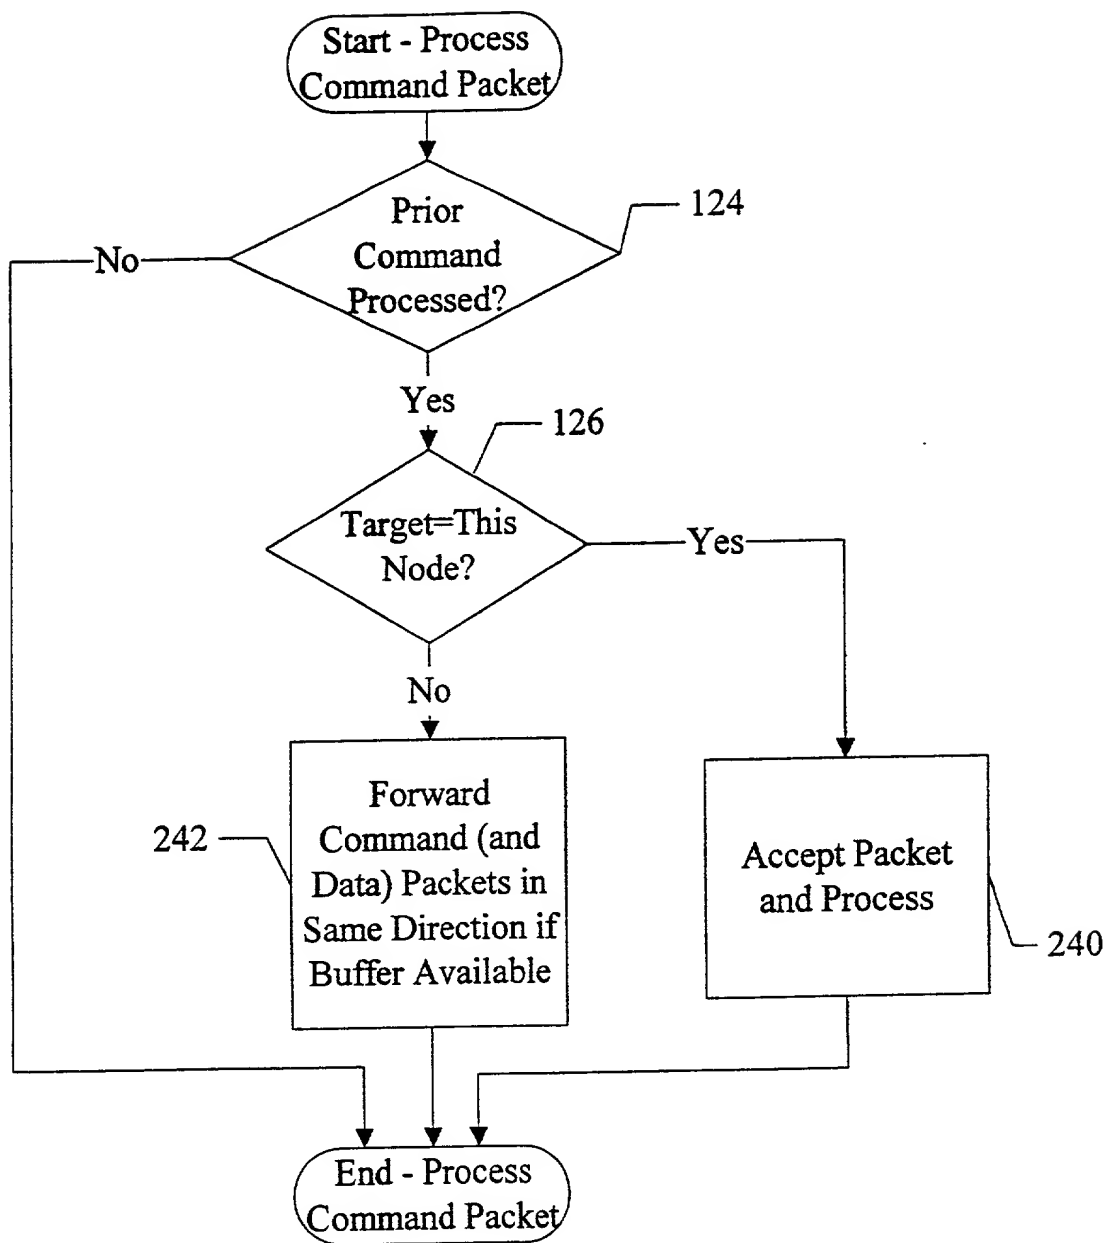 Start - Process
Command Packet
Prior
Command
Processed?
124
No
Yes
126
Target=This
Node?
Yes
No
Forward
Command (and
Data) Packets in
Same Direction if
Buffer Available
242
Accept Packet
and Process
240
End - Process
Command Packet